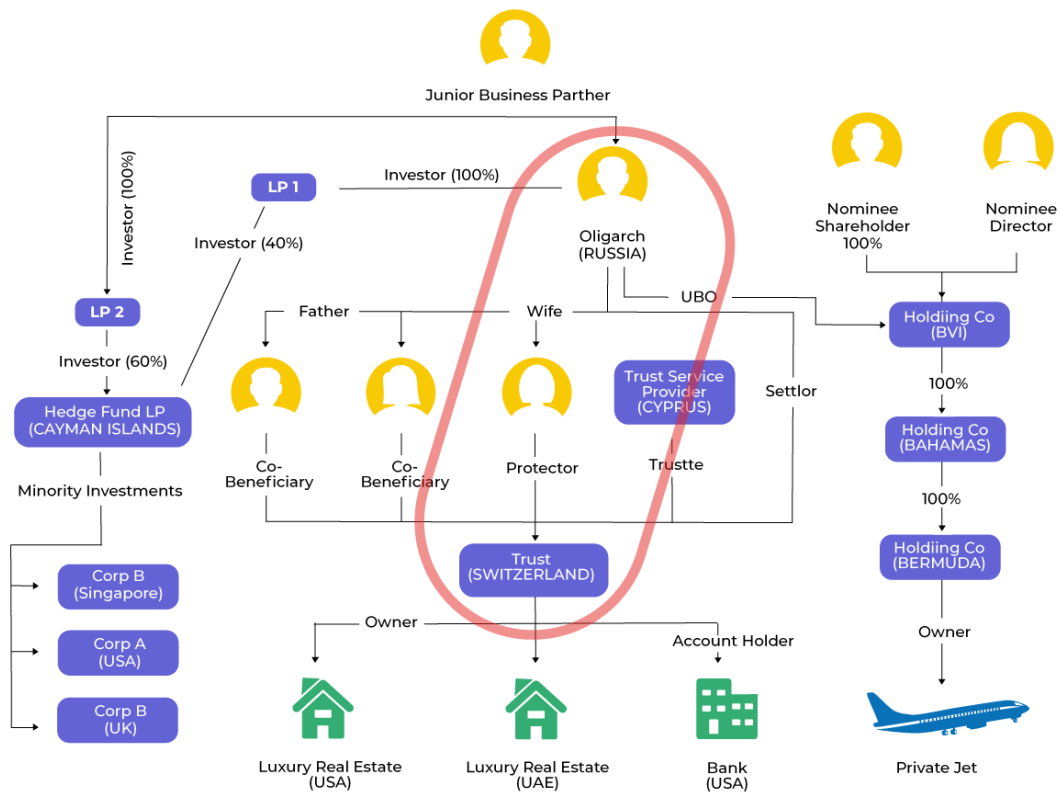 Junior Business Parther
Investor (100%)
LP 1
Investor (100%)
Investor (40%)
Oligarch
(RUSSIA)
Nominee
Shareholder
100%
Nominee
Director
LP 2
Father
Wife
UBO
Holdiing Co
(BVI)
Investor (60%)
Trust Service
Provider
(CYPRUS)
Settlor
100%
Hedge Fund LP
(CAYMAN ISLANDS)
Holding Co
(BAHAMAS)
Co-
Beneficiary
Co-
Beneficiary
Protector
Trustte
Minority Investments
100%
Corp B
(Singapore)
Trust
(SWITZERLAND)
Holdiing Co
(BERMUDA)
Corp A
(USA)
Owner
Account Holder
Owner
Corp B
(UK)
Luxury Real Estate
(USA)
Luxury Real Estate
(UAE)
Bank
(USA)
Private Jet